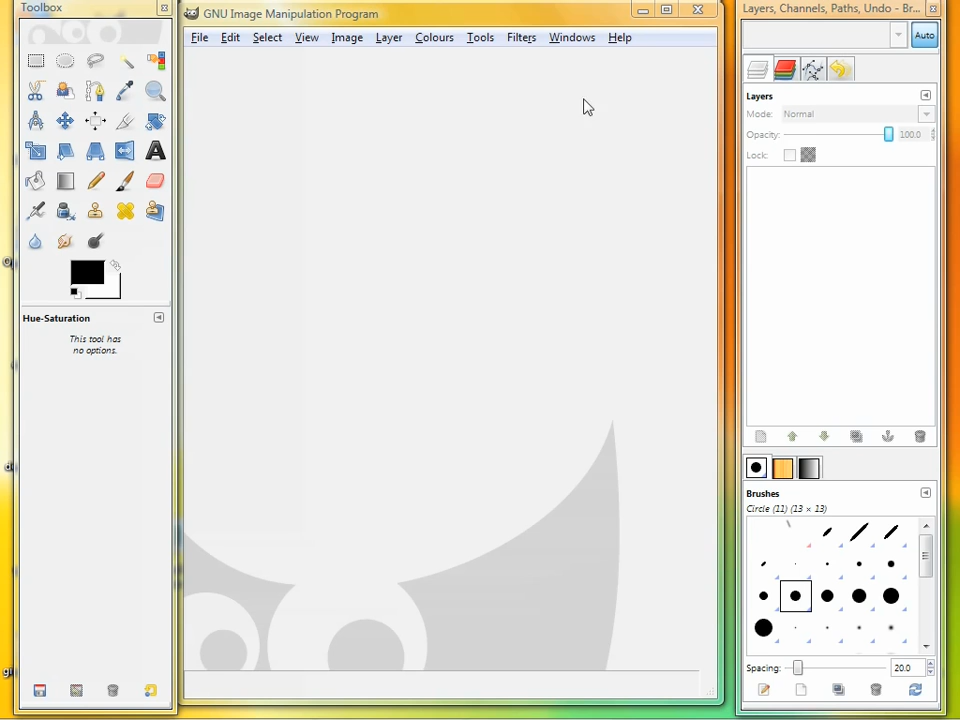 Toolbox
GNU Image Manipulation Program
Layers, Channels, Paths, Undo - Br...
File Edit Select View Image Layer Colours Tools Filters Windows Help
Auto
Layers
Mode: Normal
Opacity: 100.0
Lock:
Hue-Saturation
This tool has
no options.
Brushes
Circle (11) (13 × 13)
Spacing: 20.0